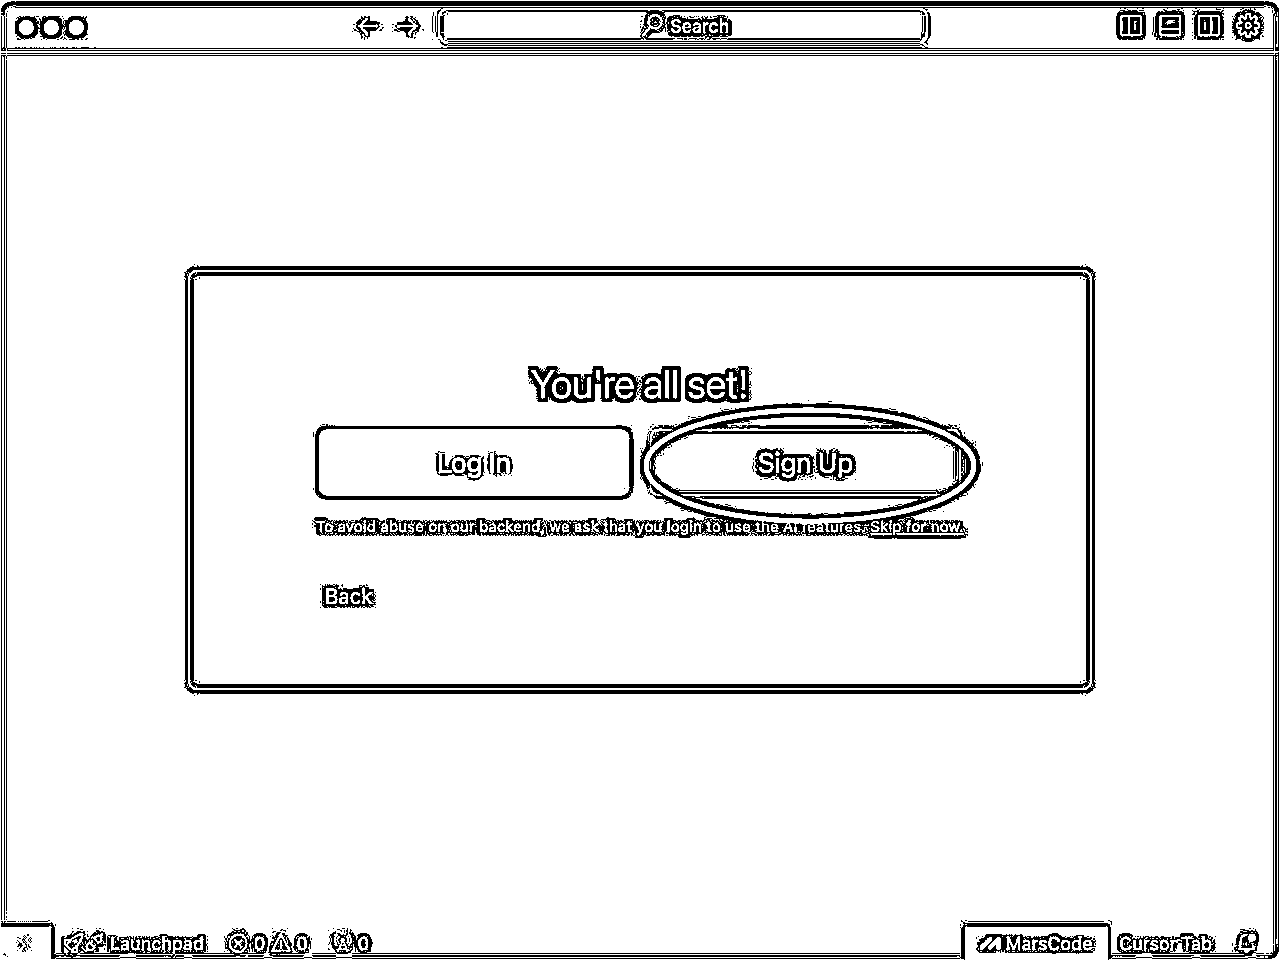 Search
You're all set!
Log In
Sign Up
To avoid abuse on our backend, we ask that you login to use the AI features. Skip for now.
Back
Launchpad 0 0 0
MarsCode Cursor Tab